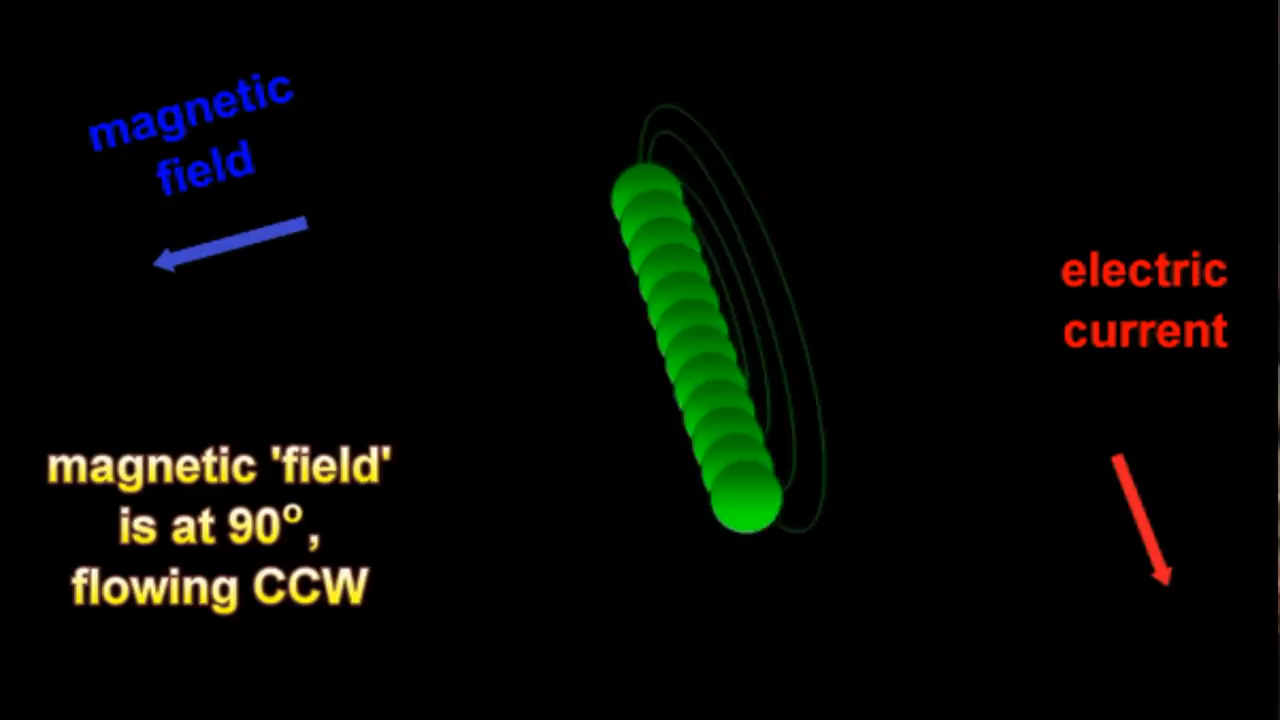 magnetic
field
electric
current
magnetic 'field'
is at 90°,
flowing CCW